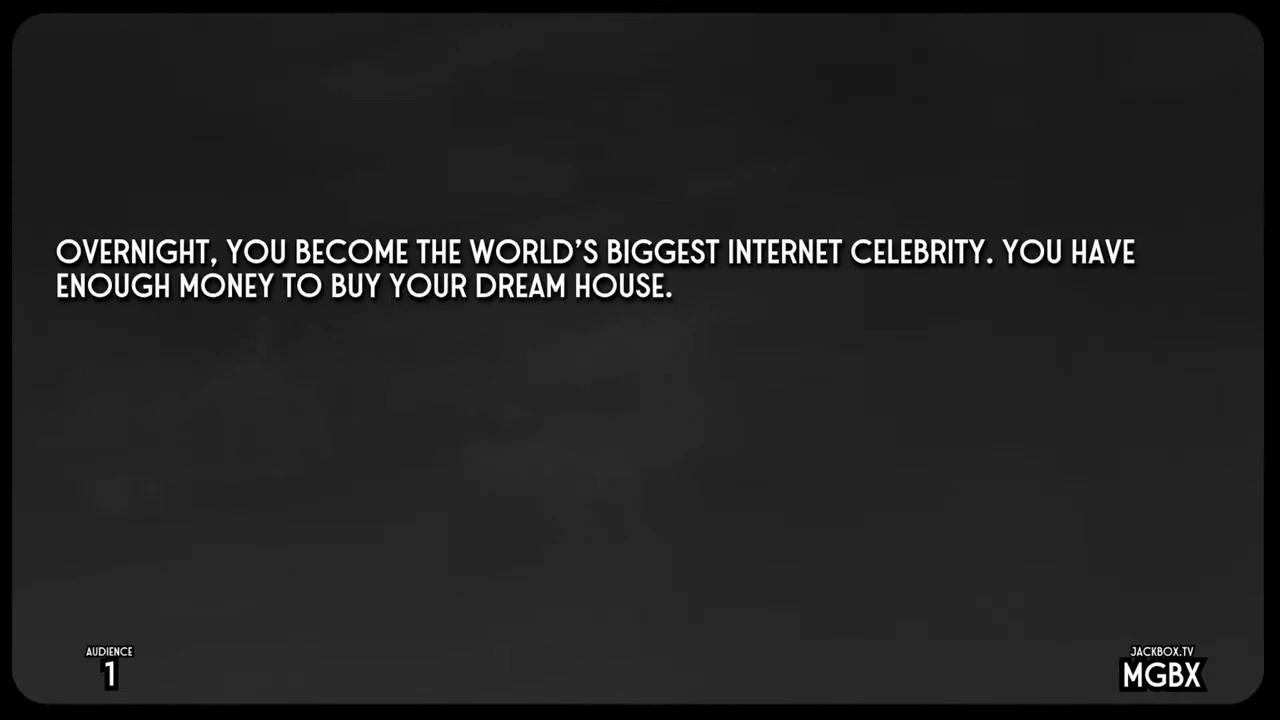 OVERNIGHT, YOU BECOME THE WORLD'S BIGGEST INTERNET CELEBRITY. YOU HAVE
ENOUGH MONEY TO BUY YOUR DREAM HOUSE.
AUDIENCE
1
JACKBOX.TV
MGBX